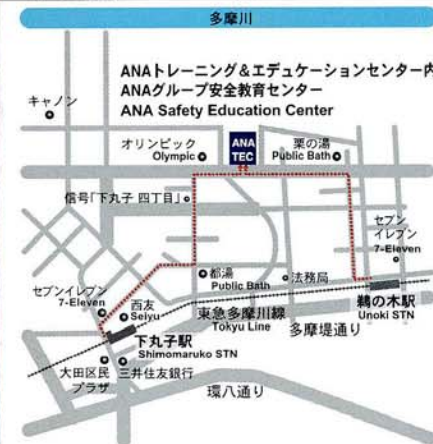 多摩川
ANAトレーニング&エデュケーションセンター内
ANAグループ安全教育センター
ANA Safety Education Center
キャノン
オリンピック
Olympic
ANA
TEC
栗の湯
Public Bath
信号「下丸子 四丁目」
セブン
イレブン
7-Eleven
都湯
Public Bath
法務局
セブンイレブン
7-Eleven
西友
Seiyu
東急多摩川線
Tokyu Line
鵜の木駅
Unoki STN
多摩堤通り
下丸子駅
Shimomaruko STN
大田区民
プラザ
三井住友銀行
環八通り